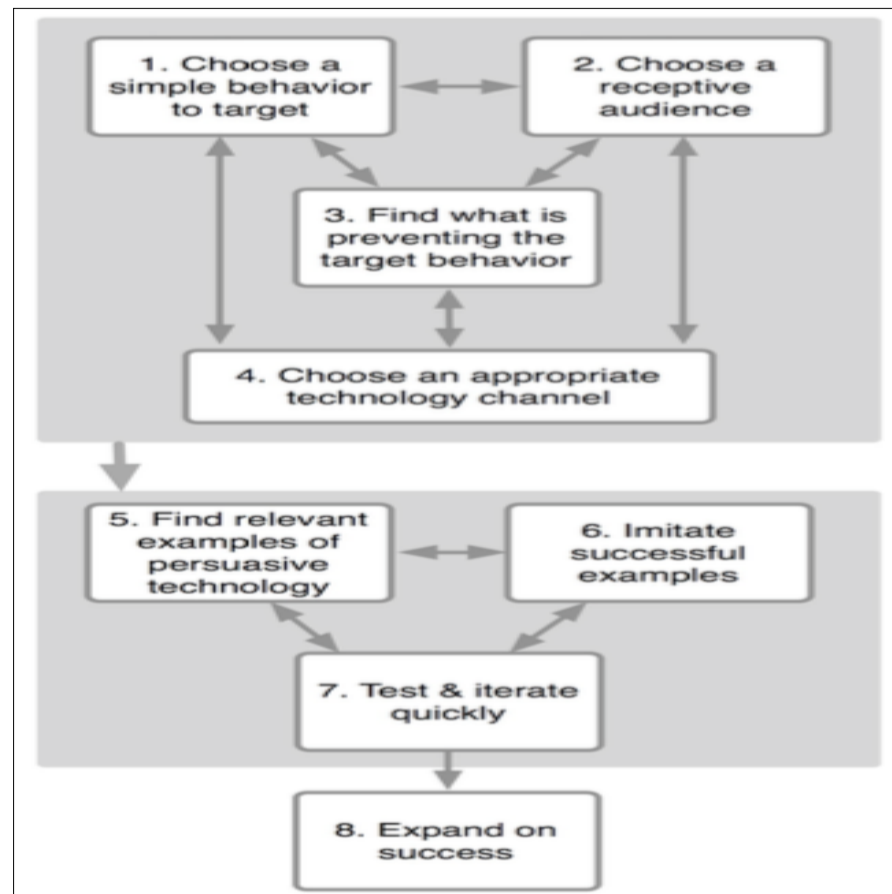 1. Choose a
simple behavior
to target
2. Choose a
receptive
audience
3. Find what is
preventing the
target behavior
4. Choose an appropriate
technology channel
5. Find relevant
examples of
persuasive
technology
6. Imitate
successful
examples
7. Test & iterate
quickly
8. Expand on
success